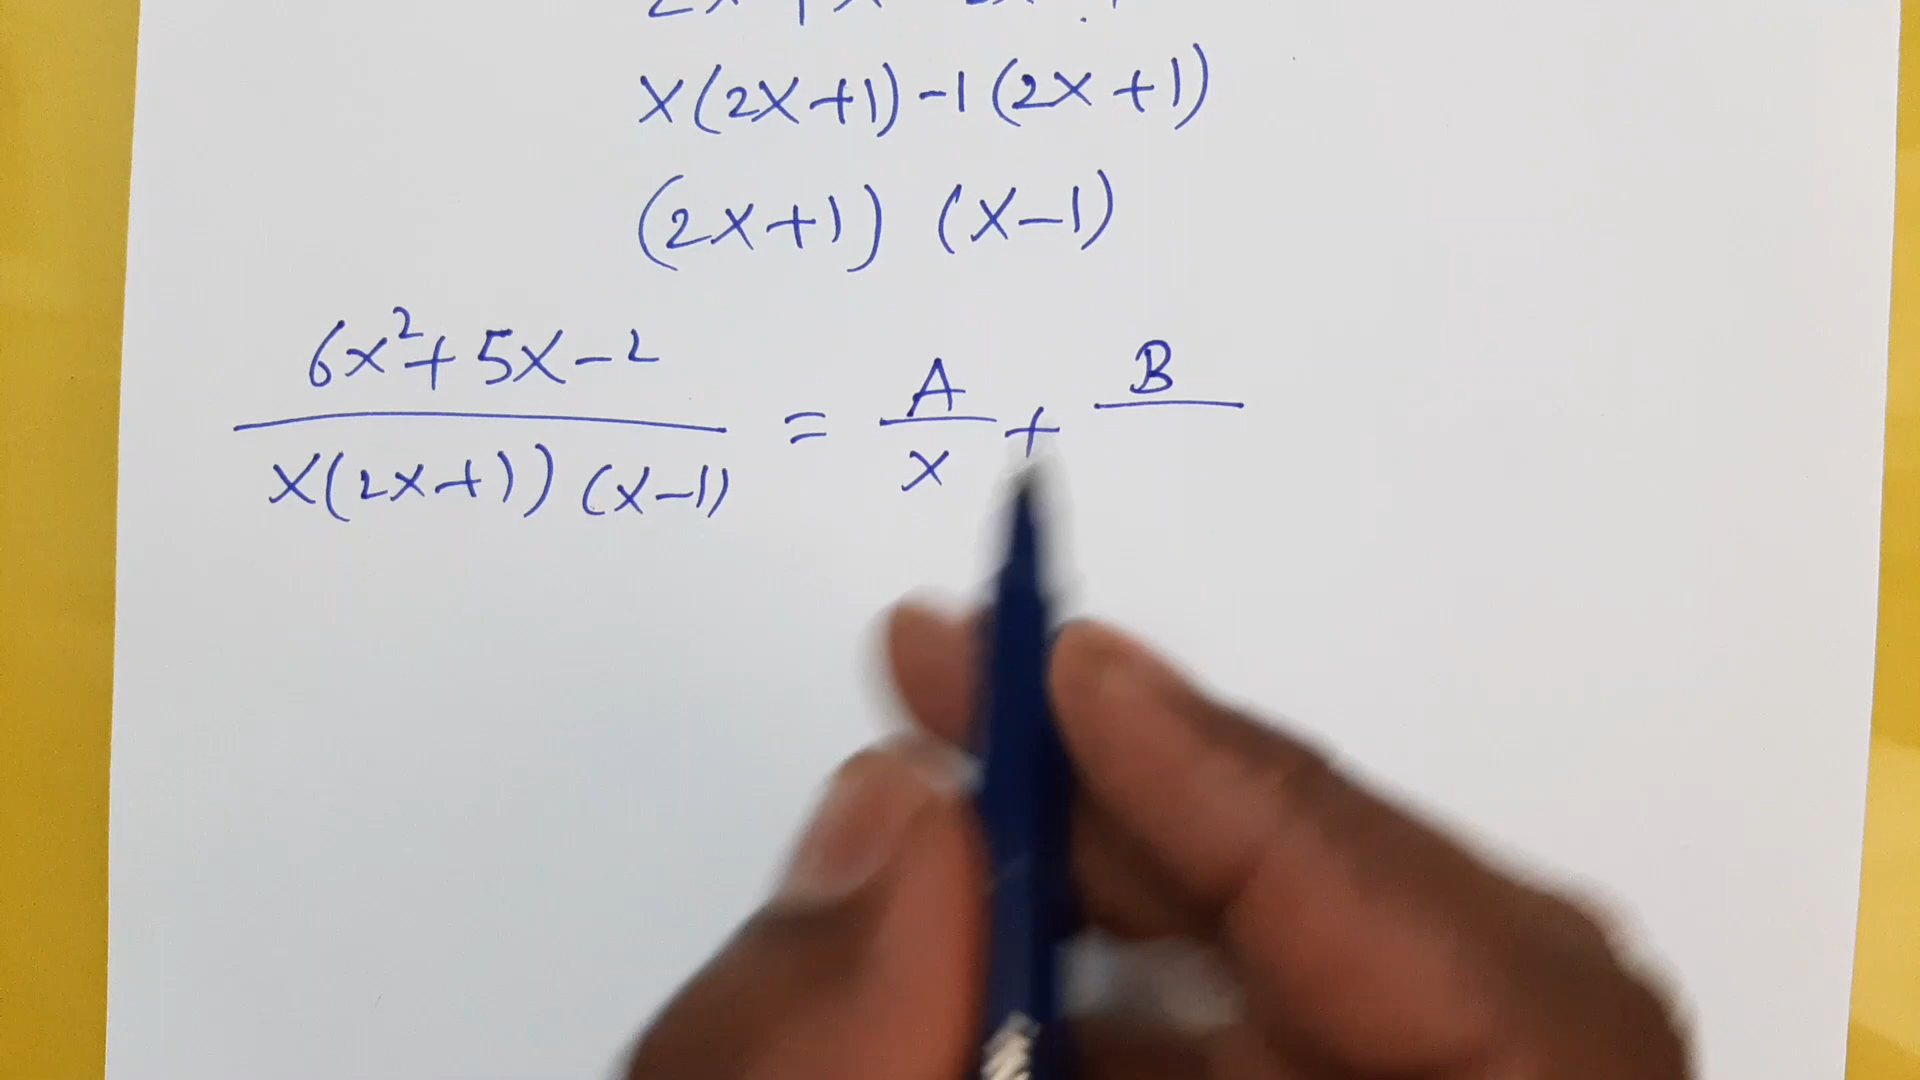 x(2x+1)-1(2x+1)
(2x+1) (x-1)
6x²+5x-2 / x(2x+1)(x-1) = A/x + B/